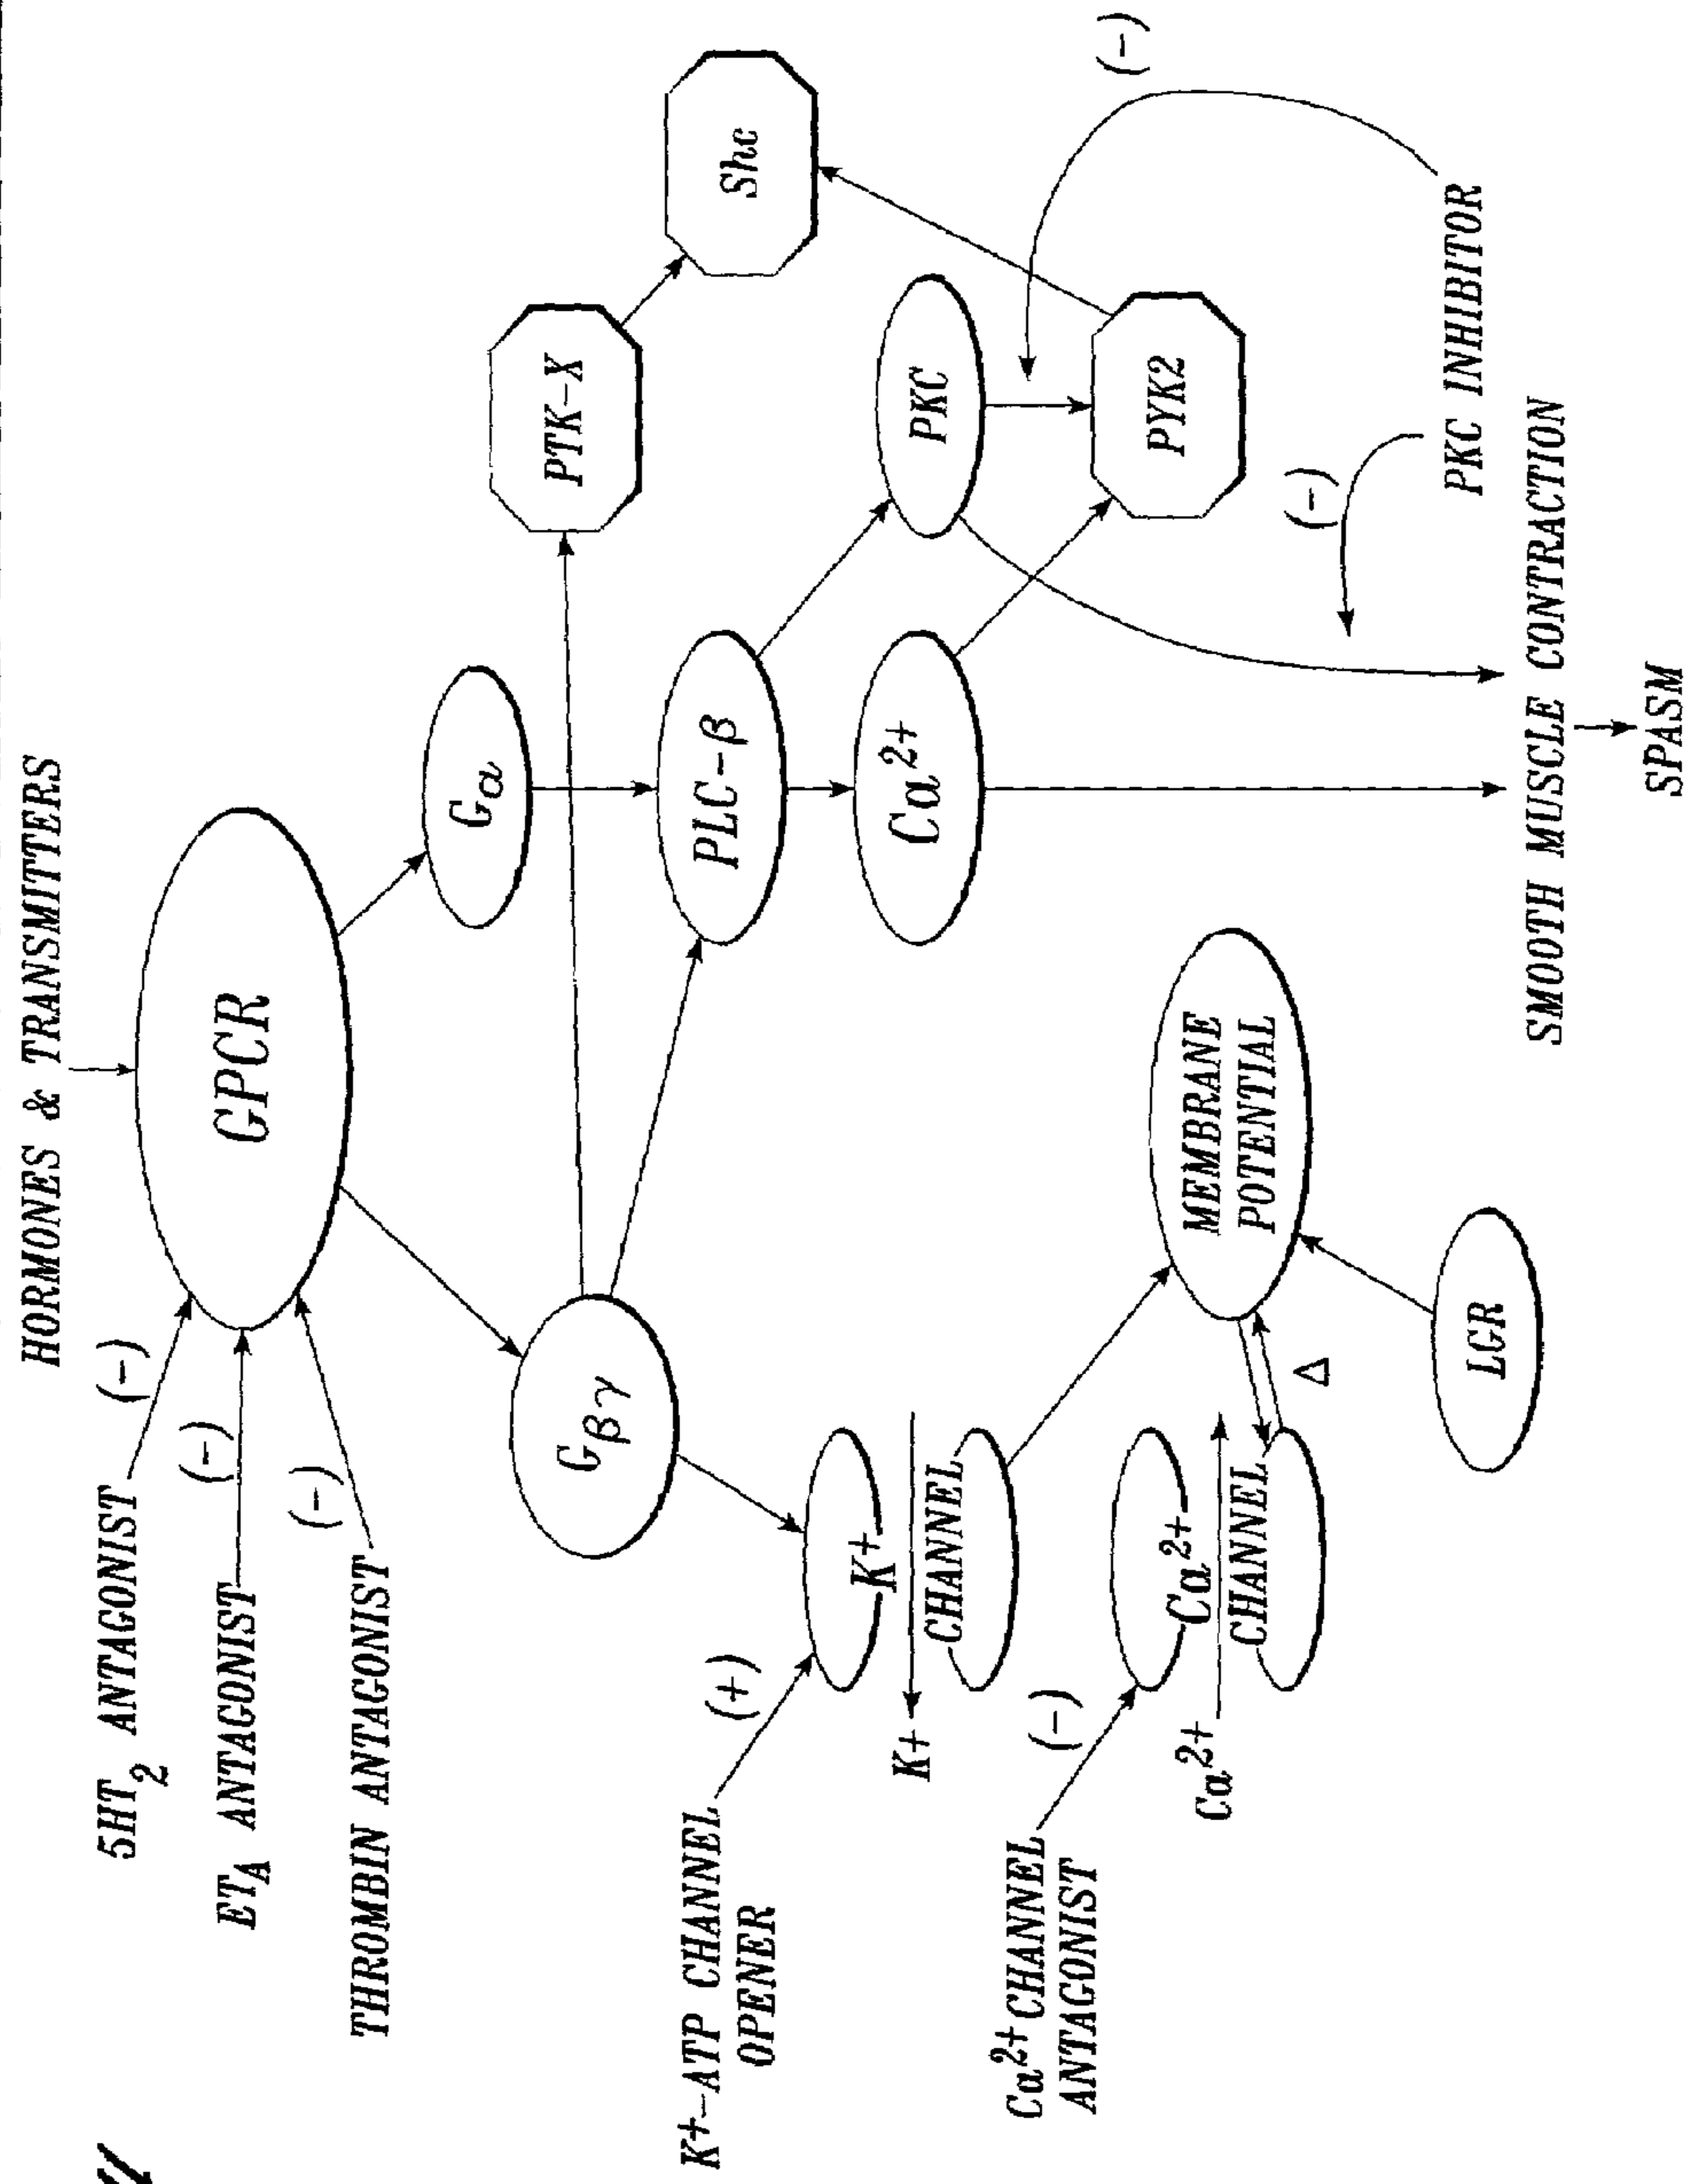 HORMONES & TRANSMITTERS
5HT2 ANTAGONIST
(-)
ETA ANTAGONIST
(-)
THROMBIN ANTAGONIST
(-)
GPCR
Gα
Gβγ
PTK-X
Shc
K+-ATP CHANNEL
OPENER
(+)
K+
CHANNEL
K+
PLC-β
PKC
Ca2+
PYK2
(-)
Ca2+ CHANNEL
ANTAGONIST
(-)
Ca2+
CHANNEL
Ca2+
Δ
MEMBRANE
POTENTIAL
LGR
(-)
PKC INHIBITOR
SMOOTH MUSCLE CONTRACTION
SPASM